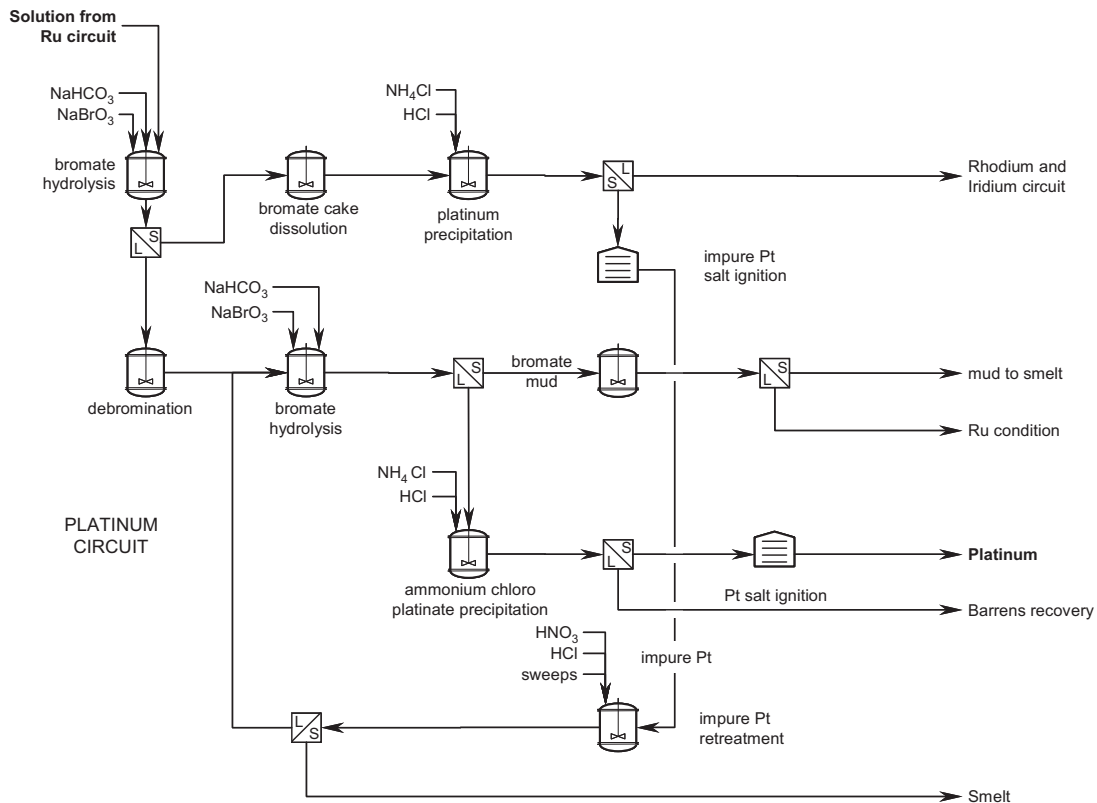 Solution from
Ru circuit
NaHCO₃
NaBrO₃
bromate
hydrolysis
S
L
bromate cake
dissolution
NH₄Cl
HCl
platinum
precipitation
L
S
Rhodium and
Iridium circuit
impure Pt
salt ignition
NaHCO₃
NaBrO₃
debromination
bromate
hydrolysis
S
L
bromate
mud
S
L
mud to smelt
Ru condition
NH₄ Cl
HCl
PLATINUM
CIRCUIT
ammonium chloro
platinate precipitation
S
L
Pt salt ignition
Platinum
Barrens recovery
HNO₃
HCl
sweeps
impure Pt
impure Pt
retreatment
L
S
Smelt